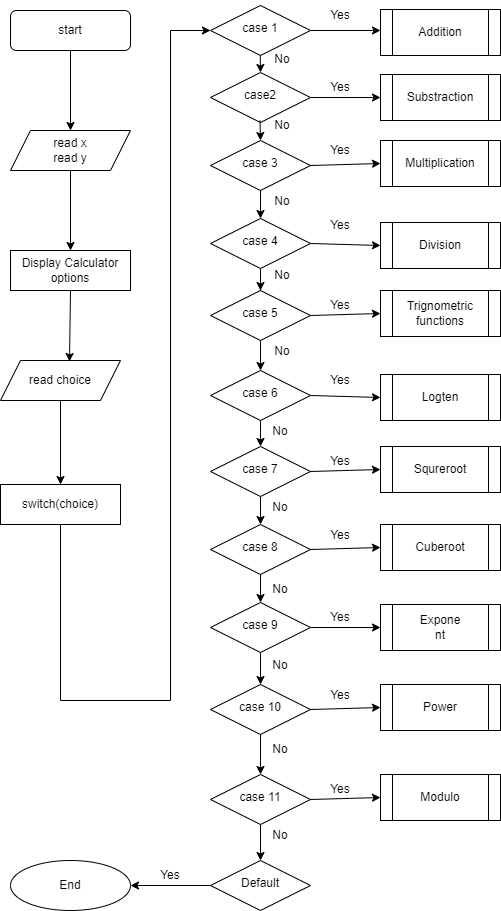 start
read x
read y
Display Calculator
options
read choice
switch(choice)
case 1
Yes
Addition
No
case2
Yes
Substraction
No
case 3
Yes
Multiplication
No
case 4
Yes
Division
No
case 5
Yes
Trignometric
functions
No
case 6
Yes
Logten
No
case 7
Yes
Squreroot
No
case 8
Yes
Cuberoot
No
case 9
Yes
Expone
nt
No
case 10
Yes
Power
No
case 11
Yes
Modulo
No
Default
Yes
End